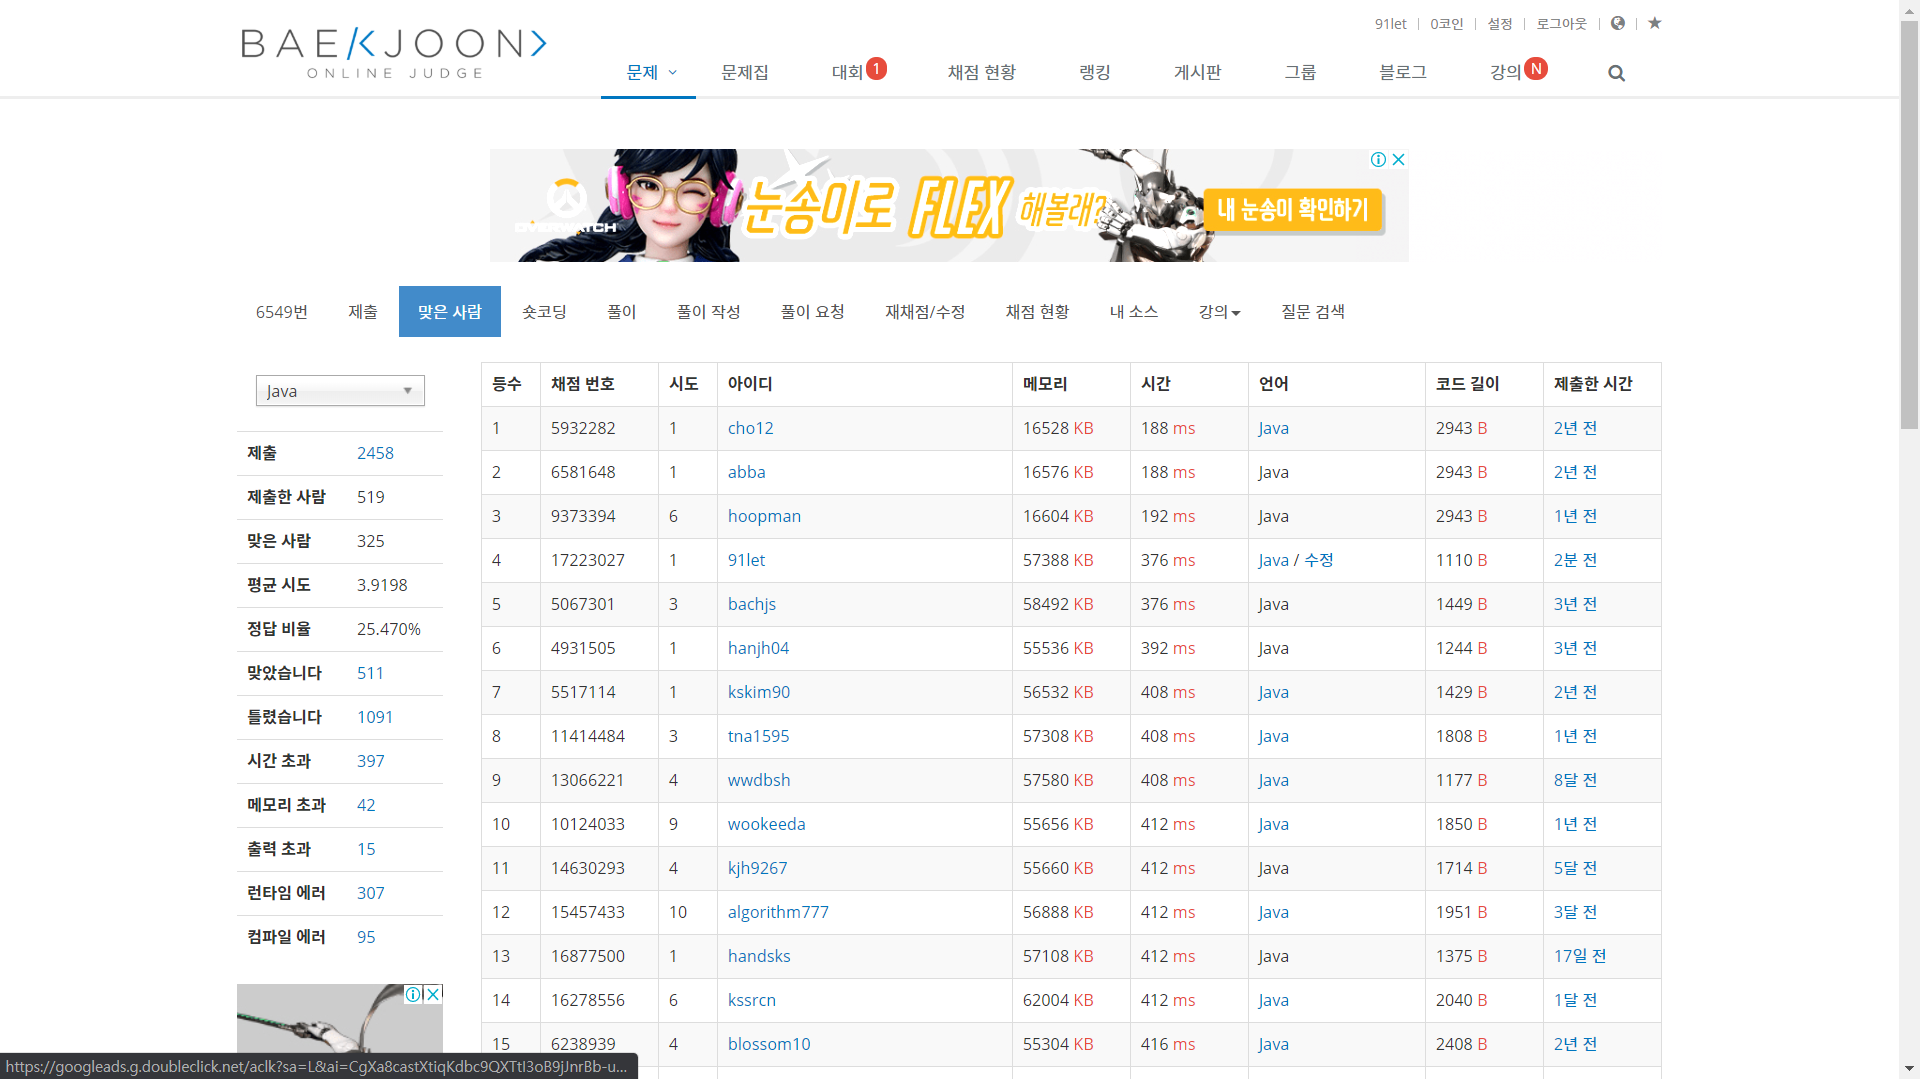 91let 0코인 설정 로그아웃
BAEKJOON>
ONLINE JUDGE
문제 문제집 대회 1 채점 현황 랭킹 게시판 그룹 블로그 강의 N
OVERWATCH
눈송이로 FLEX 해볼래?
내 눈송이 확인하기
6549번 제출 맞은 사람 숏코딩 풀이 풀이 작성 풀이 요청 재채점/수정 채점 현황 내 소스 강의 질문 검색
Java
제출 2458
제출한 사람 519
맞은 사람 325
평균 시도 3.9198
정답 비율 25.470%
맞았습니다 511
틀렸습니다 1091
시간 초과 397
메모리 초과 42
출력 초과 15
런타임 에러 307
컴파일 에러 95
등수 채점 번호 시도 아이디 메모리 시간 언어 코드 길이 제출한 시간
1 5932282 1 cho12 16528 KB 188 ms Java 2943 B 2년 전
2 6581648 1 abba 16576 KB 188 ms Java 2943 B 2년 전
3 9373394 6 hoopman 16604 KB 192 ms Java 2943 B 1년 전
4 17223027 1 91let 57388 KB 376 ms Java / 수정 1110 B 2분 전
5 5067301 3 bachjs 58492 KB 376 ms Java 1449 B 3년 전
6 4931505 1 hanjh04 55536 KB 392 ms Java 1244 B 3년 전
7 5517114 1 kskim90 56532 KB 408 ms Java 1429 B 2년 전
8 11414484 3 tna1595 57308 KB 408 ms Java 1808 B 1년 전
9 13066221 4 wwdbsh 57580 KB 408 ms Java 1177 B 8달 전
10 10124033 9 wookeeda 55656 KB 412 ms Java 1850 B 1년 전
11 14630293 4 kjh9267 55660 KB 412 ms Java 1714 B 5달 전
12 15457433 10 algorithm777 56888 KB 412 ms Java 1951 B 3달 전
13 16877500 1 handsks 57108 KB 412 ms Java 1375 B 17일 전
14 16278556 6 kssrcn 62004 KB 412 ms Java 2040 B 1달 전
15 6238939 4 blossom10 55304 KB 416 ms Java 2408 B 2년 전